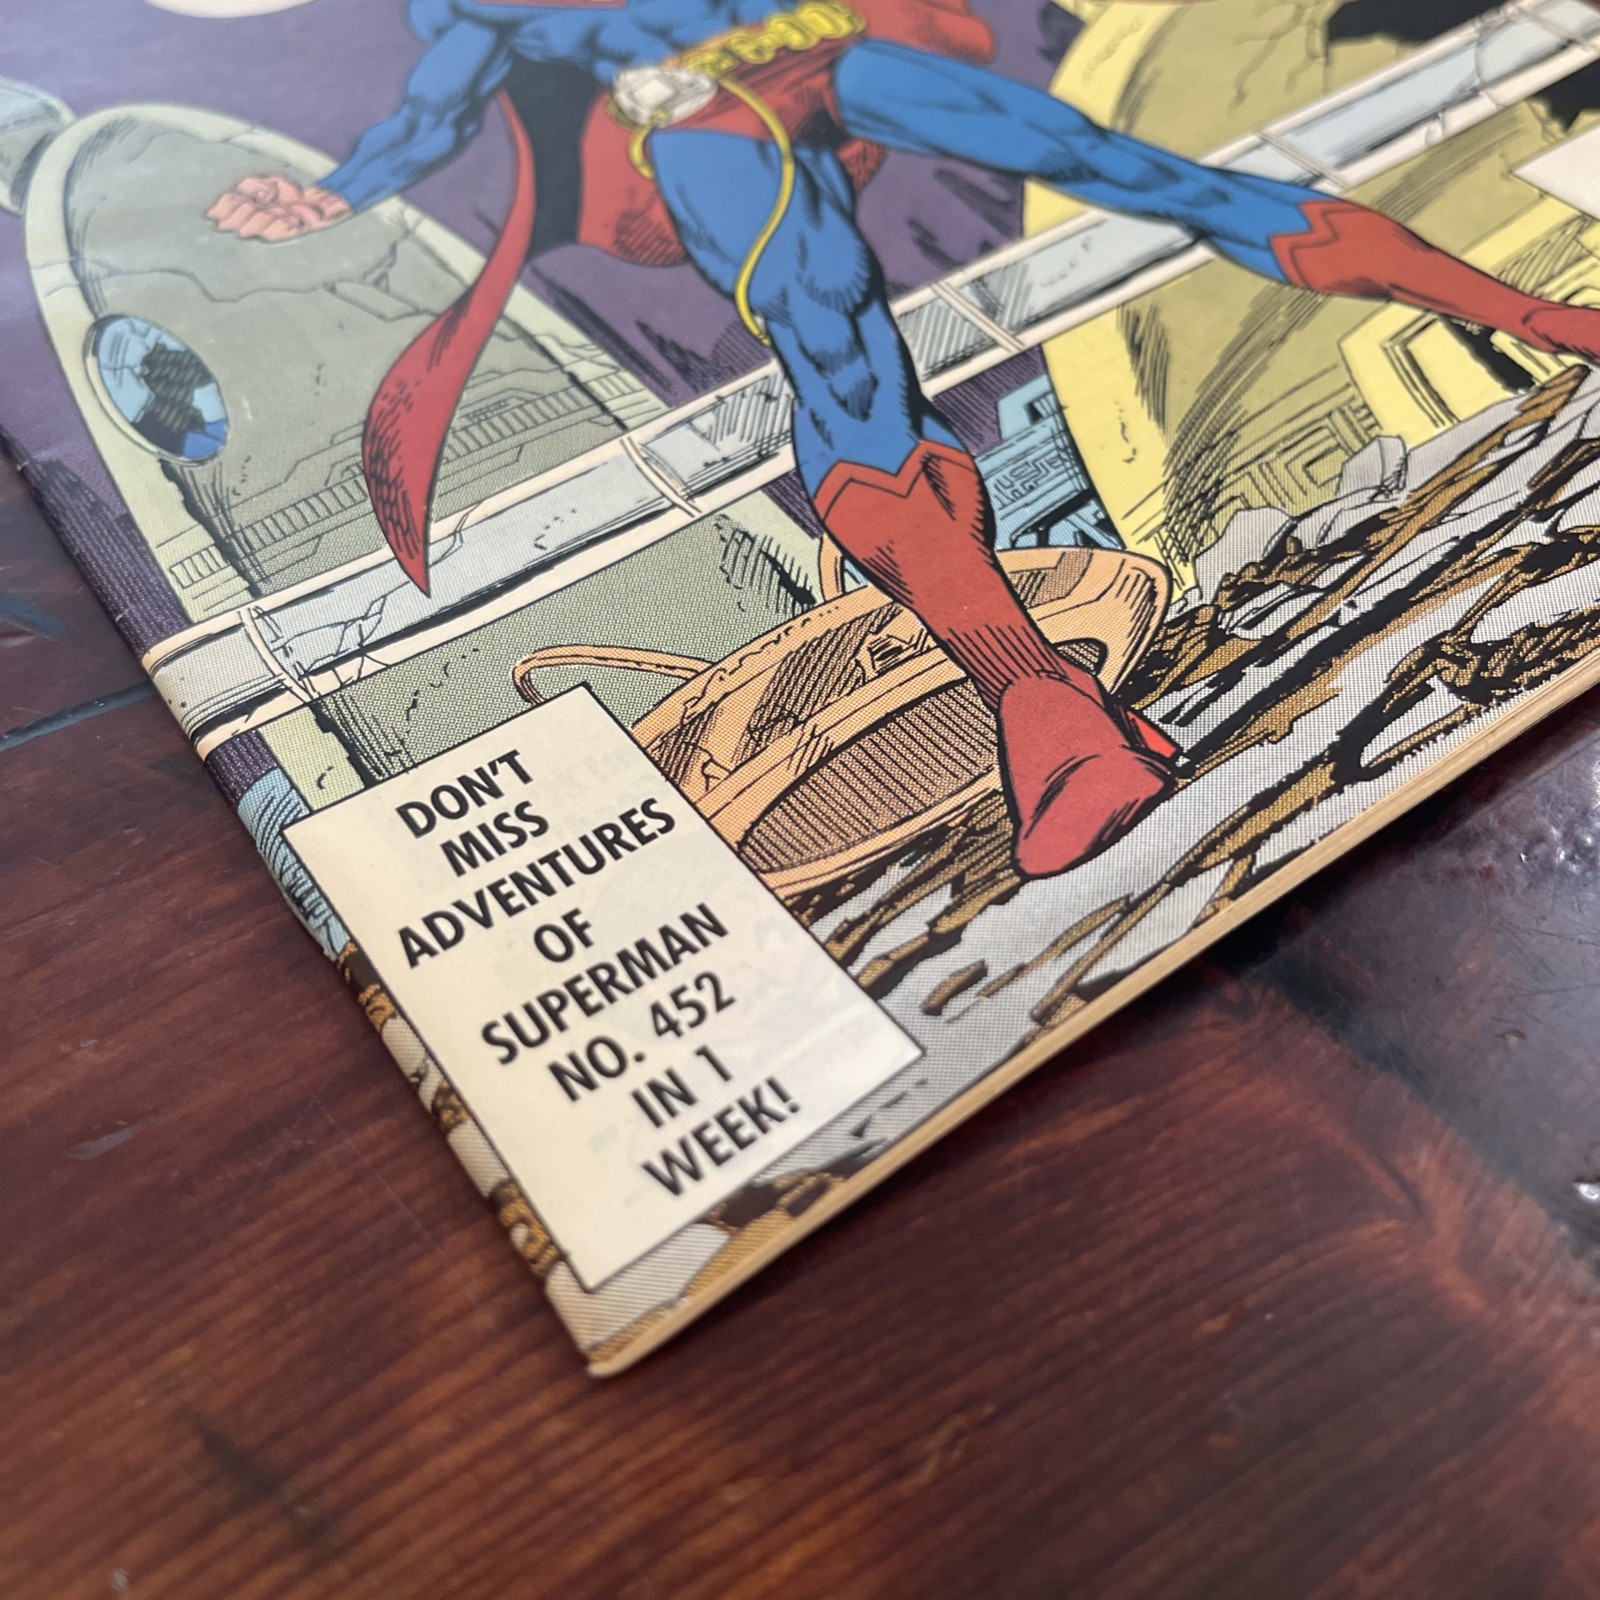 DON'T
MISS
ADVENTURES
OF
SUPERMAN
NO. 452
IN 1
WEEK!